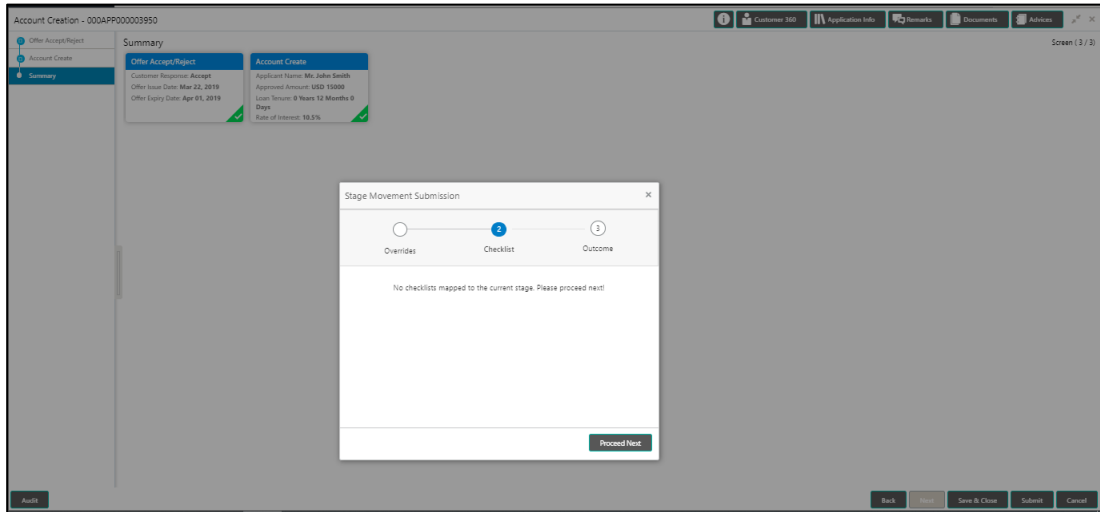 Account Creation - 000APP000003950
Customer 360
Application Info
Remarks
Documents
Advices
Offer Accept/Reject
Account Create
Summary
Summary
Screen ( 3 / 3)
Offer Accept/Reject
Customer Response: Accept
Offer Issue Date: Mar 22, 2019
Offer Expiry Date: Apr 01, 2019
Account Create
Applicant Name: Mr. John Smith
Approved Amount: USD 15000
Loan Tenure: 0 Years 12 Months 0
Days
Rate of Interest: 10.5%
Stage Movement Submission
2
3
Overrides
Checklist
Outcome
No checklists mapped to the current stage. Please proceed next!
Proceed Next
Audit
Back
Next
Save & Close
Submit
Cancel